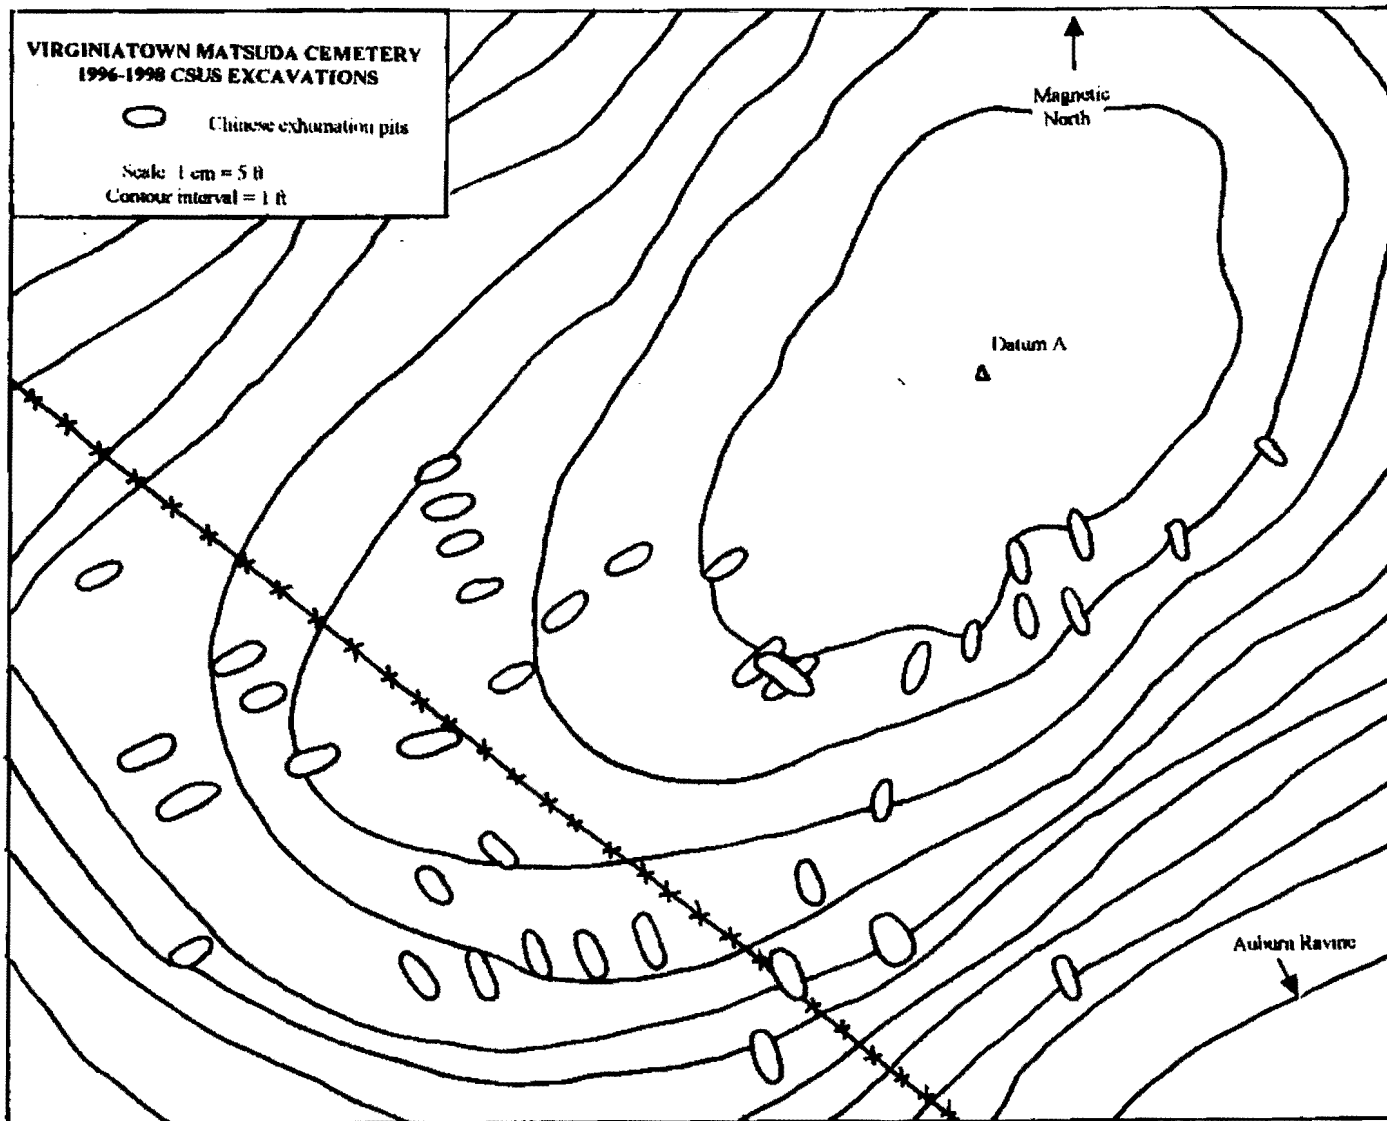 VIRGINIATOWN MATSUDA CEMETERY
1996-1998 CSUS EXCAVATIONS
Chinese exhumation pits
Scale 1 cm = 5 ft
Contour interval = 1 ft
Magnetic
North
Datum A
Auburn Ravine